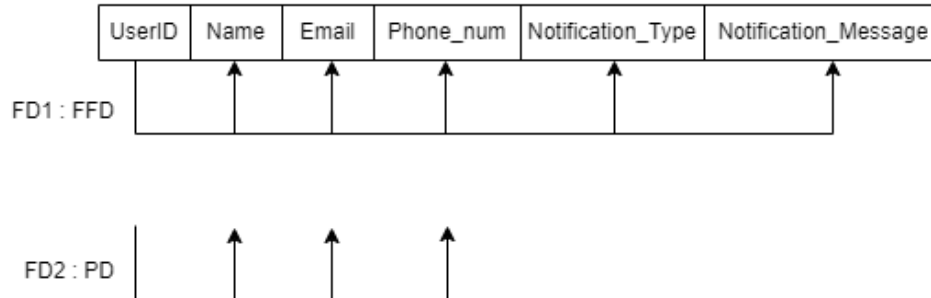 UserID Name Email Phone_num Notification_Type Notification_Message
FD1 : FFD
FD2 : PD